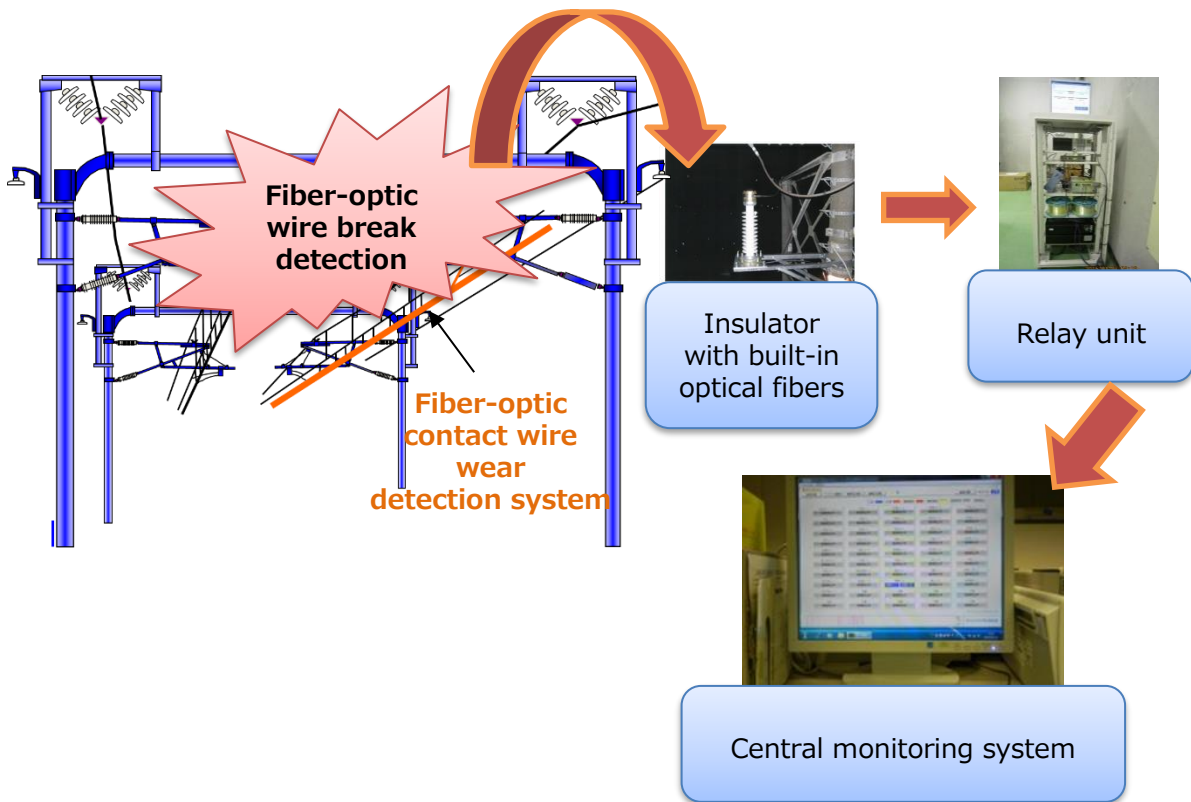 Fiber-optic
wire break
detection
Fiber-optic
contact wire
wear
detection system
Insulator
with built-in
optical fibers
Relay unit
Central monitoring system